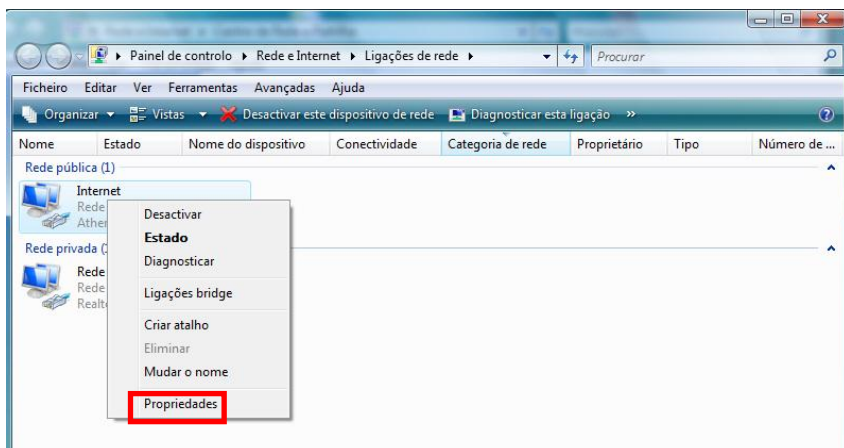 Painel de controlo ▸ Rede e Internet ▸ Ligações de rede ▸ Procurar
Ficheiro Editar Ver Ferramentas Avançadas Ajuda
Organizar Vistas Desactivar este dispositivo de rede Diagnosticar esta ligação »
Nome Estado Nome do dispositivo Conectividade Categoria de rede Proprietário Tipo Número de ...
Rede pública (1)
Internet
Rede
Ather
Desactivar
Estado
Diagnosticar
Ligações bridge
Criar atalho
Eliminar
Mudar o nome
Propriedades
Rede privada (
Rede
Rede
Realt